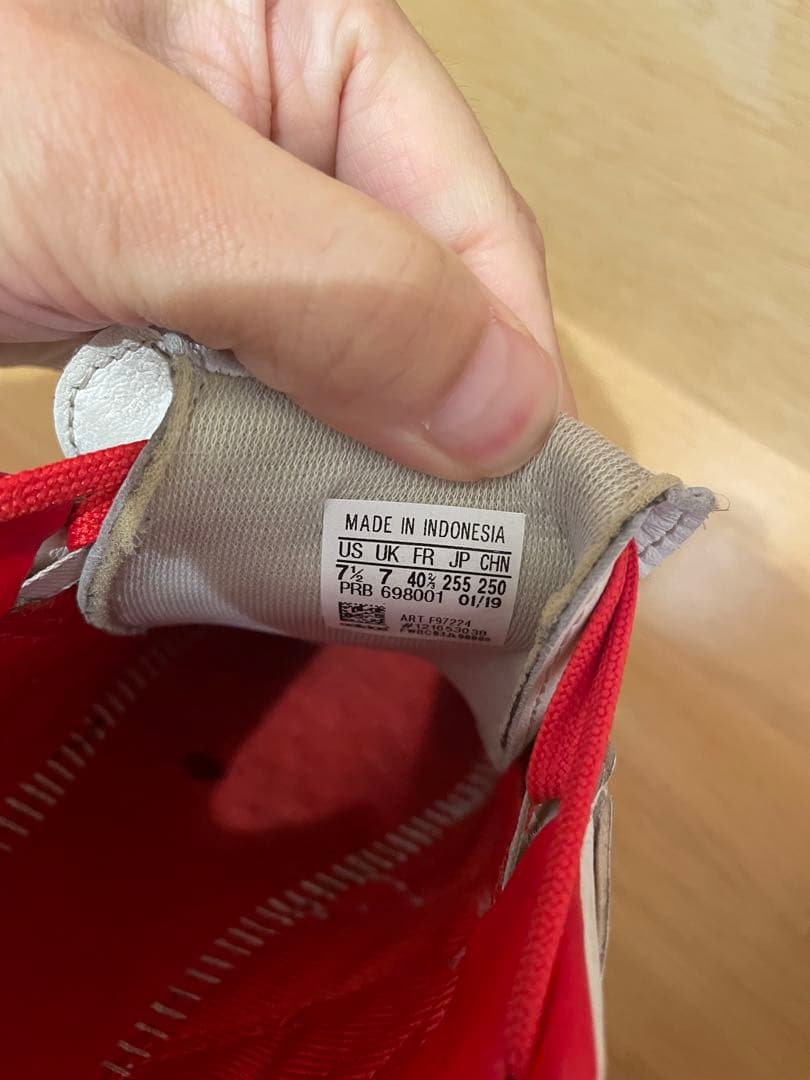 MADE IN INDONESIA
US UK FR JP CHN
7½ 7 40⅔ 255 250
PRB 698001 01/19
ART F97224
adidas